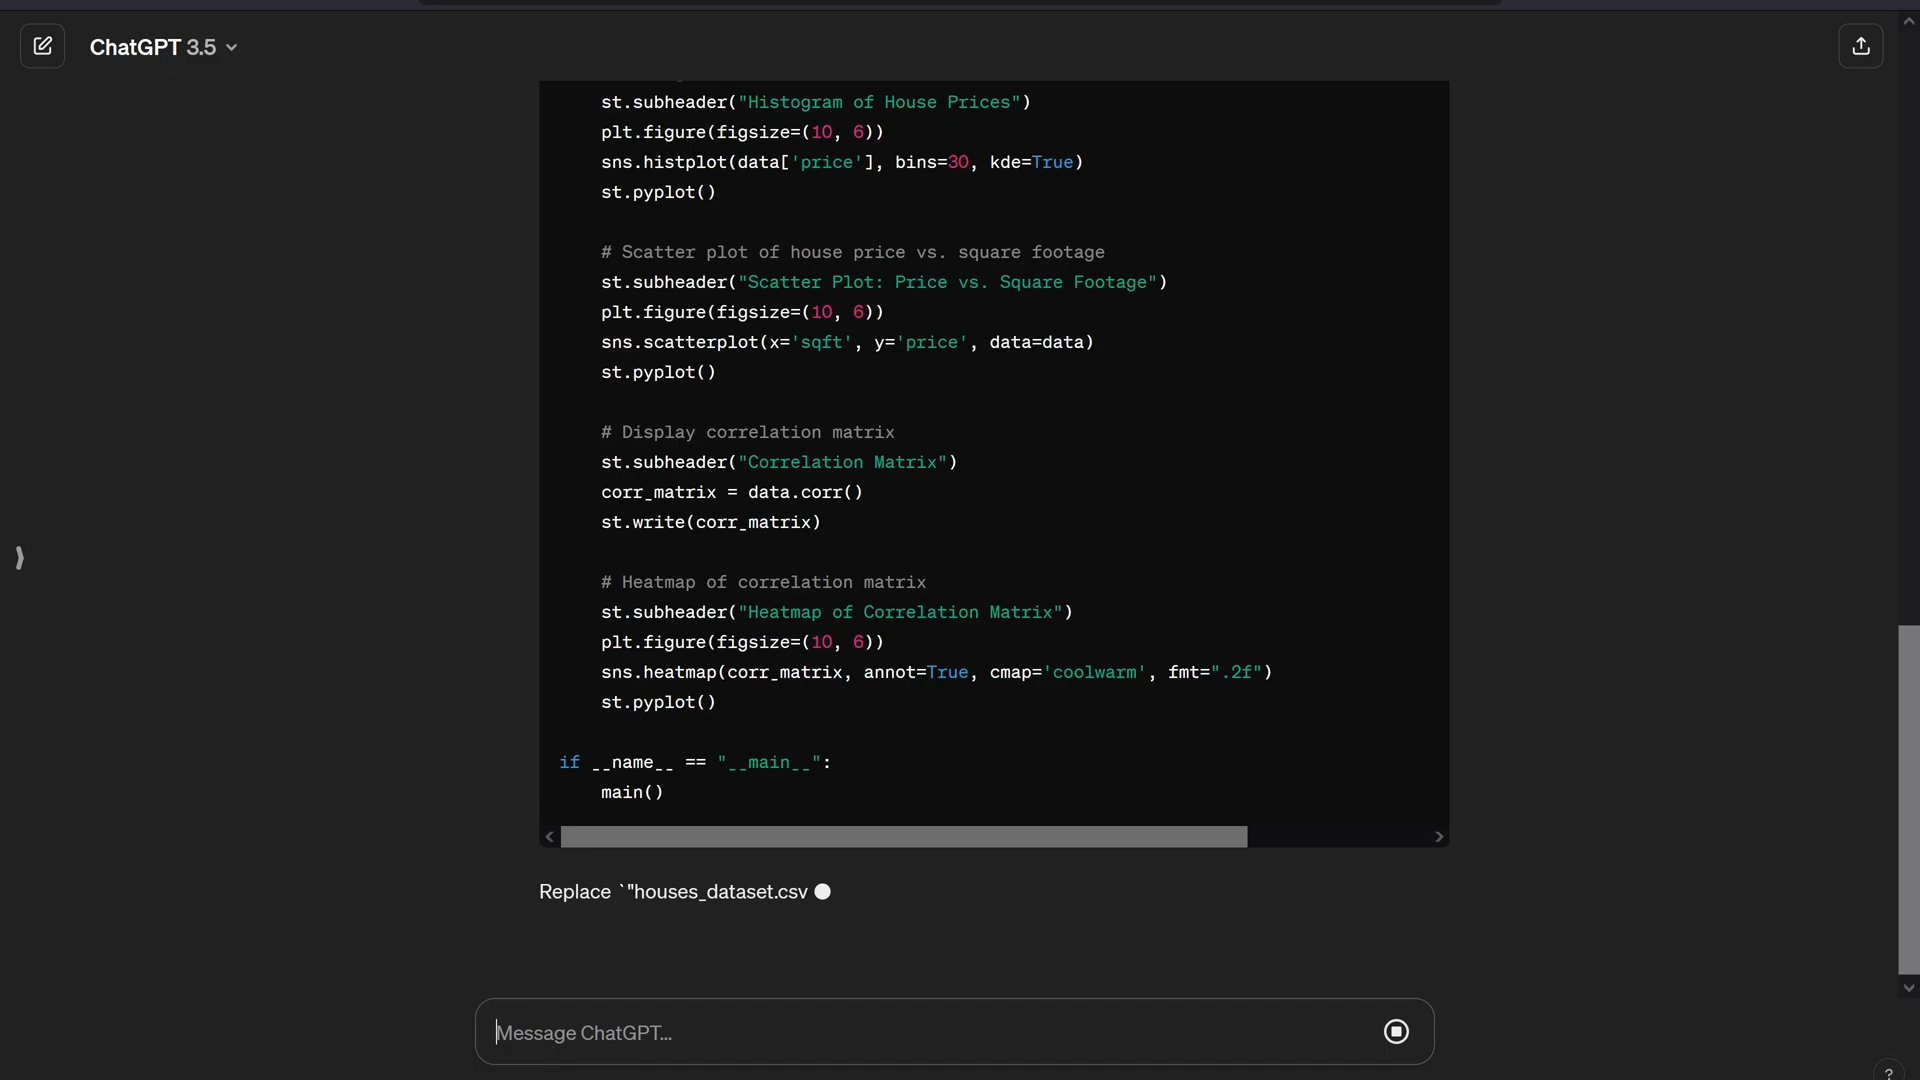 ChatGPT 3.5
st.subheader("Histogram of House Prices")
plt.figure(figsize=(10, 6))
sns.histplot(data['price'], bins=30, kde=True)
st.pyplot()
# Scatter plot of house price vs. square footage
st.subheader("Scatter Plot: Price vs. Square Footage")
plt.figure(figsize=(10, 6))
sns.scatterplot(x='sqft', y='price', data=data)
st.pyplot()
# Display correlation matrix
st.subheader("Correlation Matrix")
corr_matrix = data.corr()
st.write(corr_matrix)
# Heatmap of correlation matrix
st.subheader("Heatmap of Correlation Matrix")
plt.figure(figsize=(10, 6))
sns.heatmap(corr_matrix, annot=True, cmap='coolwarm', fmt=".2f")
st.pyplot()
if __name__ == "__main__":
main()
Replace `"houses_dataset.csv
Message ChatGPT...
?